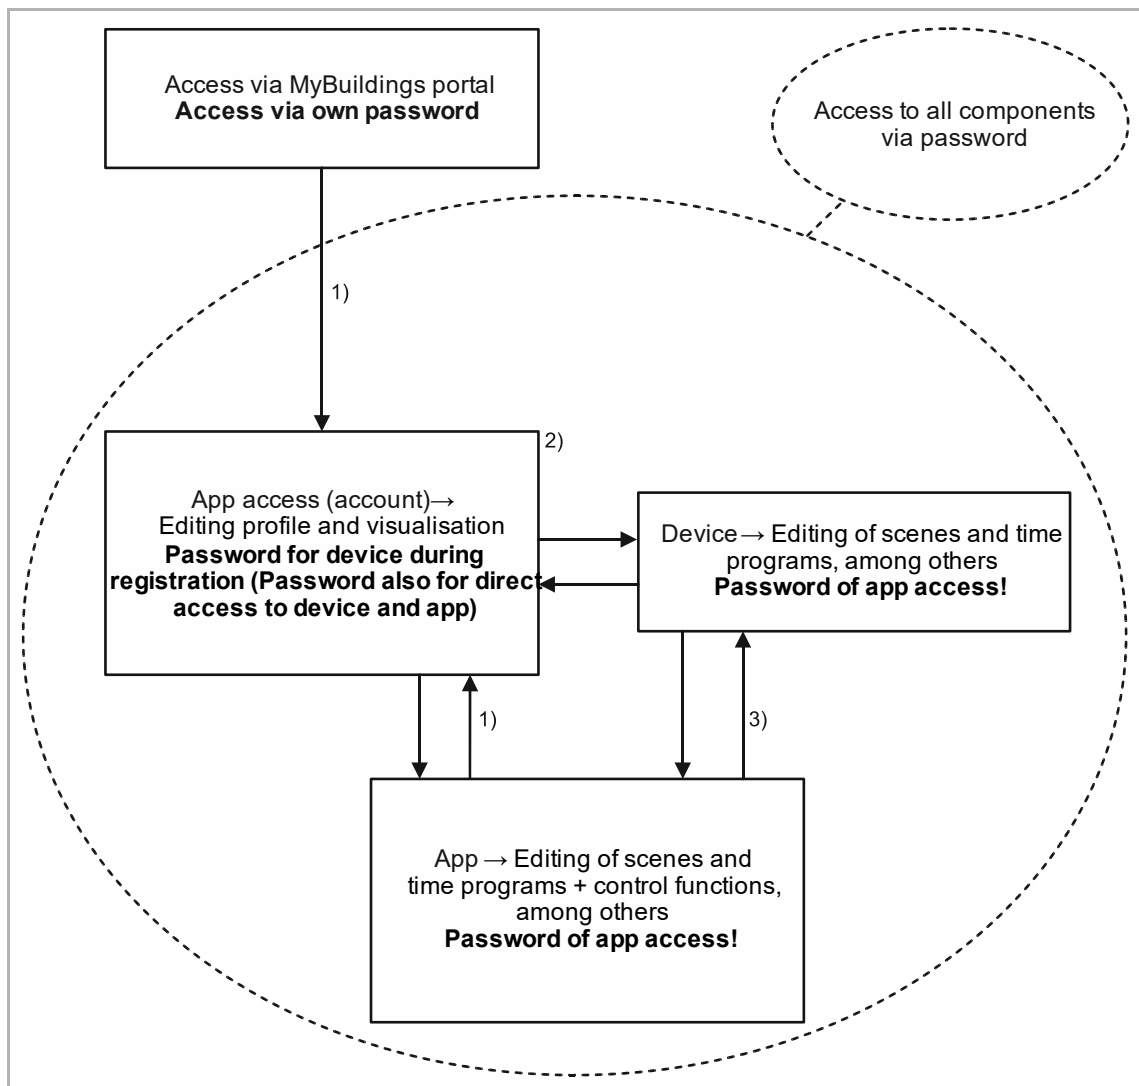 Access via MyBuildings portal
Access via own password
Access to all components
via password
1)
2)
App access (account)→
Editing profile and visualisation
Password for device during
registration (Password also for direct
access to device and app)
Device → Editing of scenes and time
programs, among others
Password of app access!
1)
3)
App → Editing of scenes and
time programs + control functions,
among others
Password of app access!